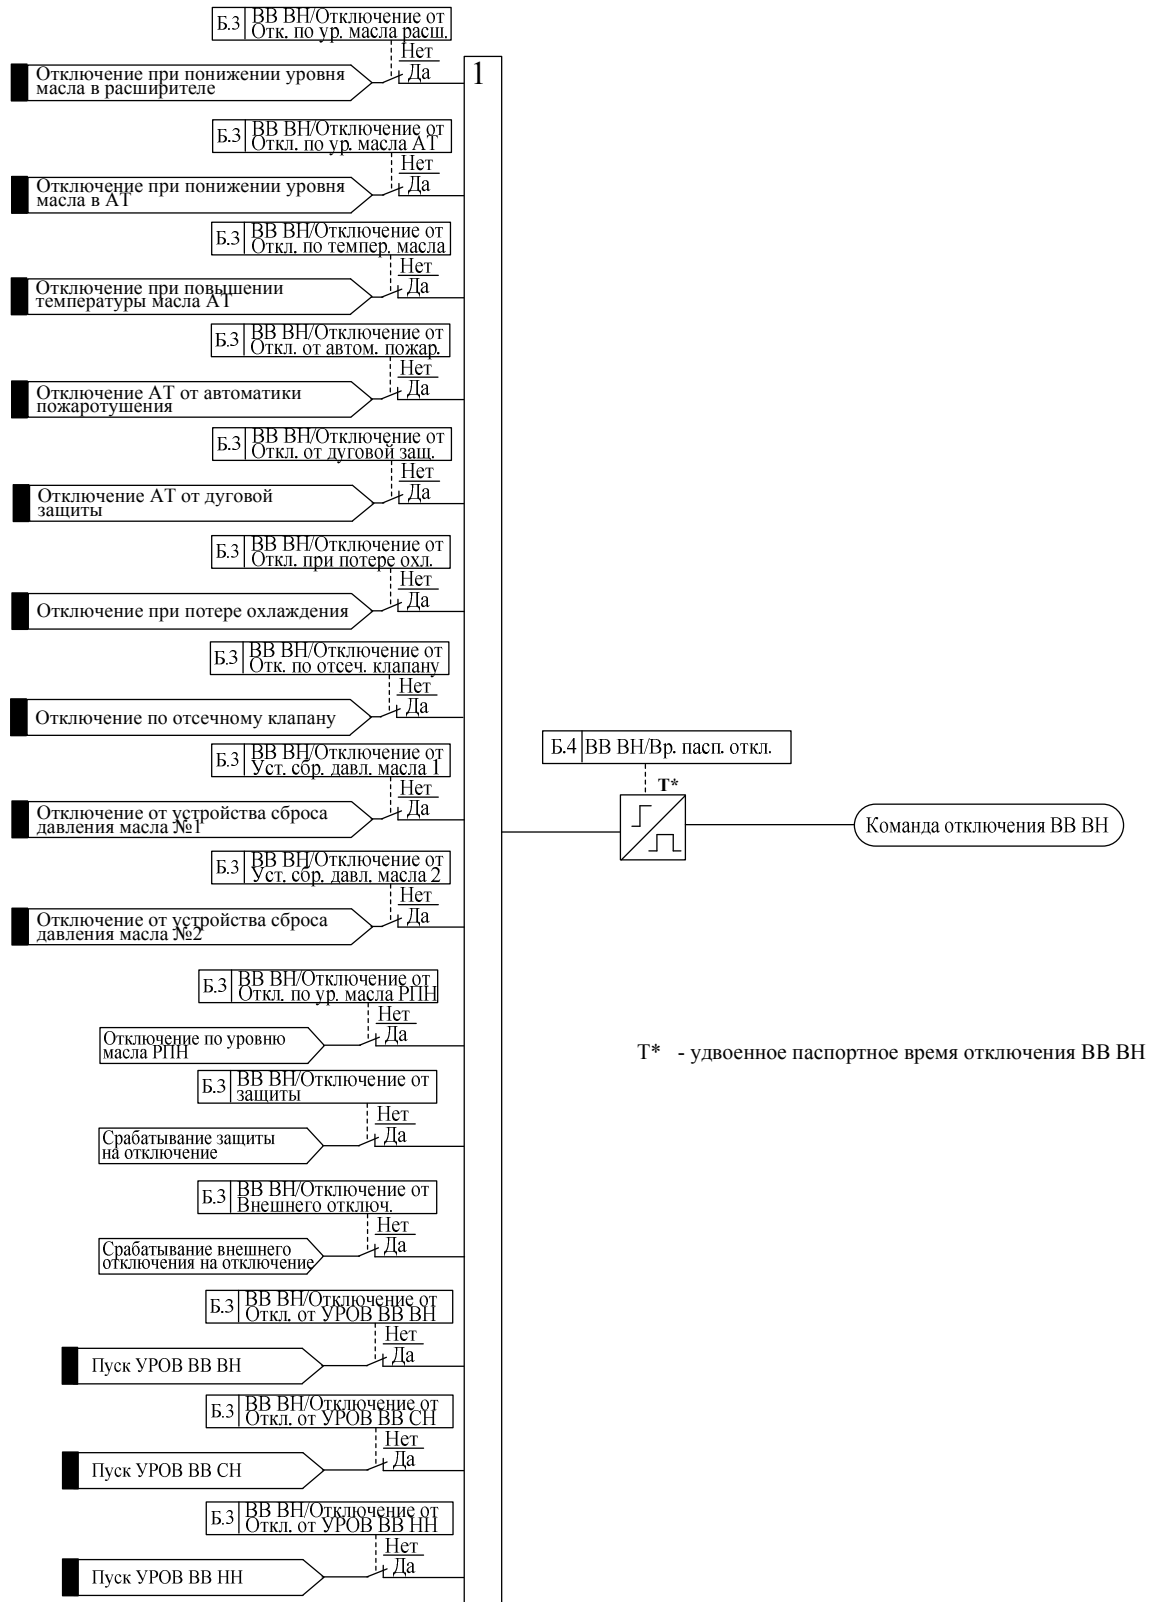 Б.3 ВВ ВН/Отключение от
Отк. по ур. масла расш.
Нет
Да
1
Отключение при понижении уровня
масла в расширителе
Б.3 ВВ ВН/Отключение от
Откл. по ур. масла АТ
Нет
Да
Отключение при понижении уровня
масла в АТ
Б.3 ВВ ВН/Отключение от
Откл. по темпер. масла
Нет
Да
Отключение при повышении
температуры масла АТ
Б.3 ВВ ВН/Отключение от
Откл. от автом. пожар.
Нет
Да
Отключение АТ от автоматики
пожаротушения
Б.3 ВВ ВН/Отключение от
Откл. от дуговой защ.
Нет
Да
Отключение АТ от дуговой
защиты
Б.3 ВВ ВН/Отключение от
Откл. при потере охл.
Нет
Да
Отключение при потере охлаждения
Б.3 ВВ ВН/Отключение от
Отк. по отсеч. клапану
Нет
Да
Отключение по отсечному клапану
Б.3 ВВ ВН/Отключение от
Уст. сбр. давл. масла 1
Нет
Да
Отключение от устройства сброса
давления масла №1
Б.4 ВВ ВН/Вр. пасп. откл.
Т*
Команда отключения ВВ ВН
Б.3 ВВ ВН/Отключение от
Уст. сбр. давл. масла 2
Нет
Да
Отключение от устройства сброса
давления масла №2
Б.3 ВВ ВН/Отключение от
Откл. по ур. масла РПН
Нет
Да
Отключение по уровню
масла РПН
Т* - удвоенное паспортное время отключения ВВ ВН
Б.3 ВВ ВН/Отключение от
защиты
Нет
Да
Срабатывание защиты
на отключение
Б.3 ВВ ВН/Отключение от
Внешнего отключ.
Нет
Да
Срабатывание внешнего
отключения на отключение
Б.3 ВВ ВН/Отключение от
Откл. от УРОВ ВВ ВН
Нет
Да
Пуск УРОВ ВВ ВН
Б.3 ВВ ВН/Отключение от
Откл. от УРОВ ВВ СН
Нет
Да
Пуск УРОВ ВВ СН
Б.3 ВВ ВН/Отключение от
Откл. от УРОВ ВВ НН
Нет
Да
Пуск УРОВ ВВ НН